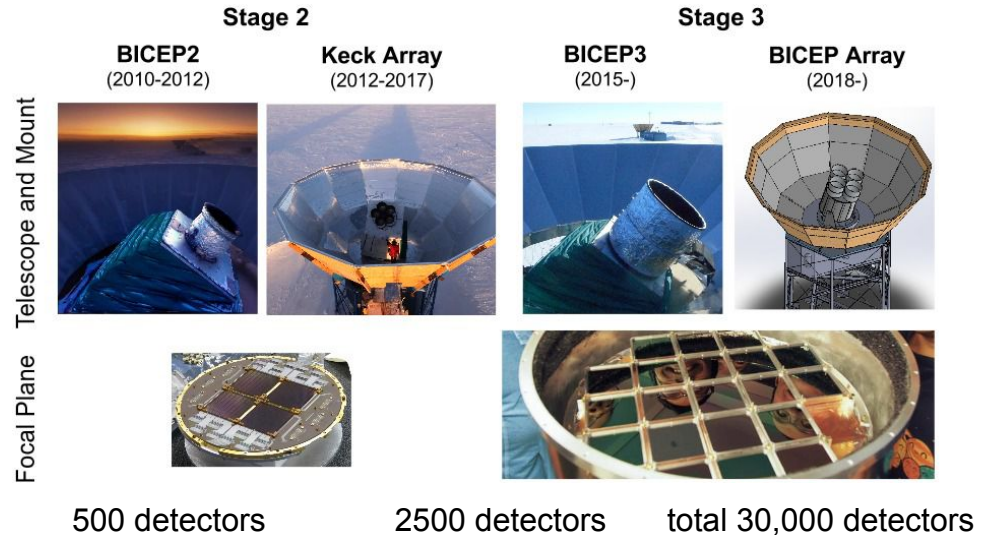 Stage 2
Stage 3
BICEP2
(2010-2012)
Keck Array
(2012-2017)
BICEP3
(2015-)
BICEP Array
(2018-)
Telescope and Mount
Focal Plane
500 detectors
2500 detectors
total 30,000 detectors